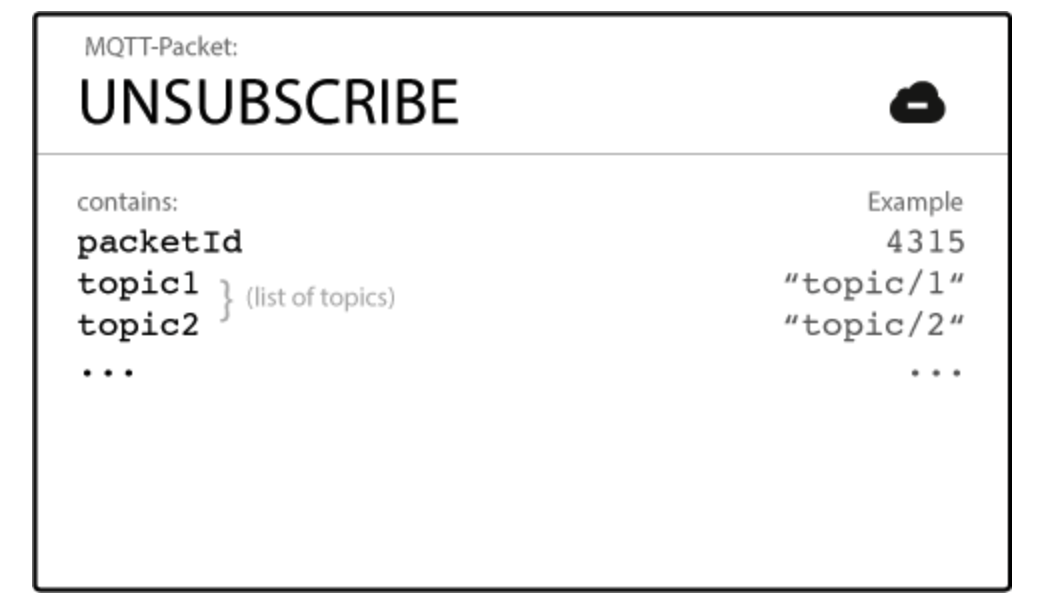 MQTT-Packet:
UNSUBSCRIBE
contains: Example
packetId 4315
topic1 } (list of topics) “topic/1“
topic2 “topic/2“
... ...